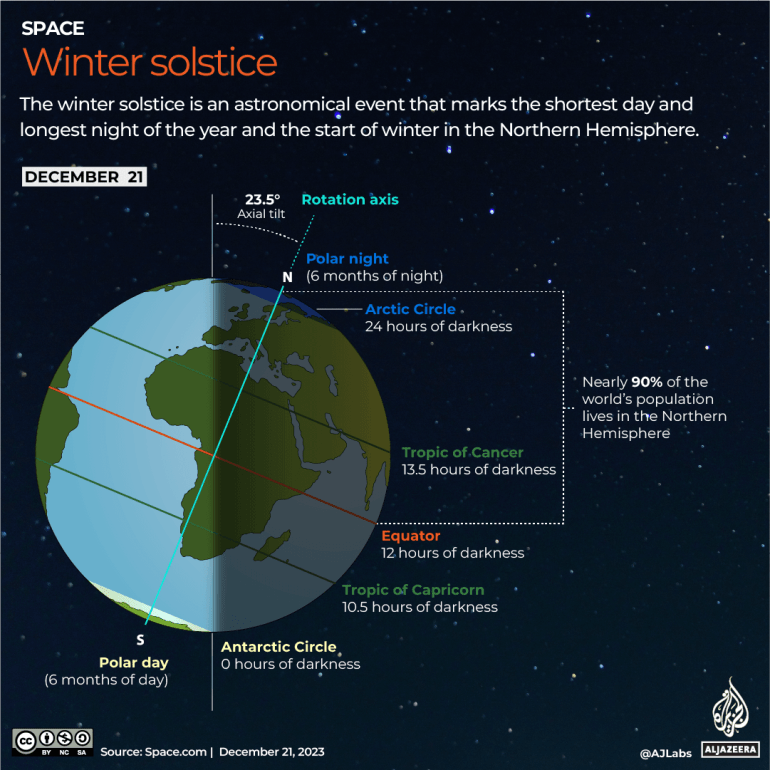 SPACE
Winter solstice
The winter solstice is an astronomical event that marks the shortest day and
longest night of the year and the start of winter in the Northern Hemisphere.
DECEMBER 21
23.5°
Axial tilt
Rotation axis
Polar night
(6 months of night)
N
Arctic Circle
24 hours of darkness
Nearly 90% of the
world's population
lives in the Northern
Hemisphere
Tropic of Cancer
13.5 hours of darkness
Equator
12 hours of darkness
Tropic of Capricorn
10.5 hours of darkness
S
Antarctic Circle
0 hours of darkness
Polar day
(6 months of day)
cc
BY NC SA
Source: Space.com | December 21, 2023
@AJLabs
ALJAZEERA